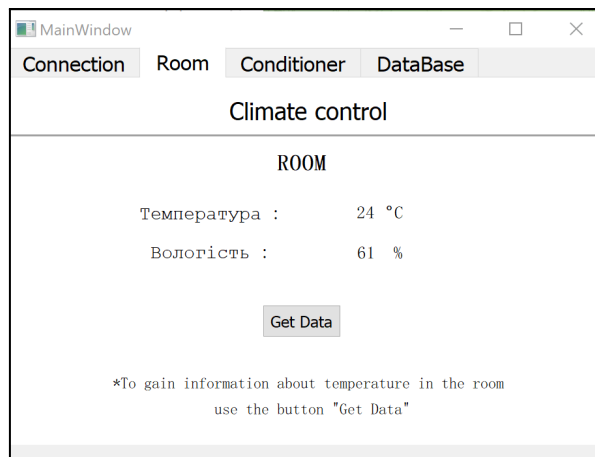 MainWindow
Connection Room Conditioner DataBase
Climate control
ROOM
Температура : 24 °C
Вологість : 61 %
Get Data
*To gain information about temperature in the room
use the button "Get Data"